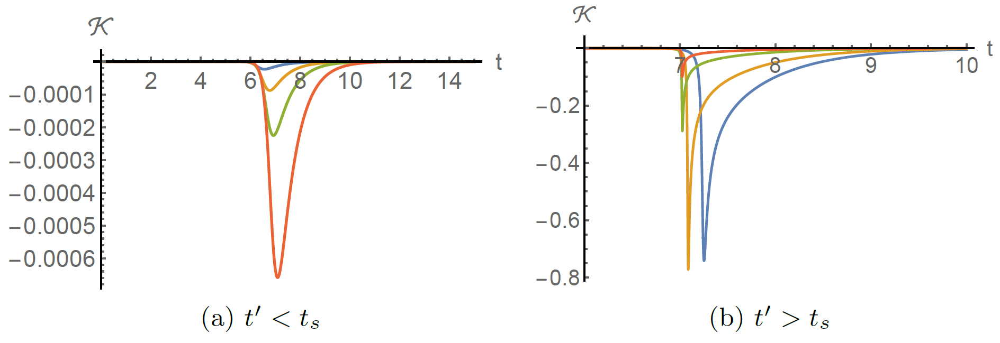 𝒦
t
2 4 6 8 10 12 14
−0.0001
−0.0002
−0.0003
−0.0004
−0.0005
−0.0006
(a) t′ < tₛ
𝒦
t
7 8 9 10
−0.2
−0.4
−0.6
−0.8
(b) t′ > tₛ